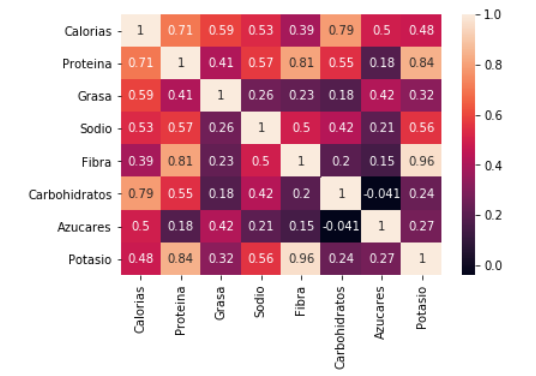 Calorias 1 0.71 0.59 0.53 0.39 0.79 0.5 0.48
Proteina 0.71 1 0.41 0.57 0.81 0.55 0.18 0.84
Grasa 0.59 0.41 1 0.26 0.23 0.18 0.42 0.32
Sodio 0.53 0.57 0.26 1 0.5 0.42 0.21 0.56
Fibra 0.39 0.81 0.23 0.5 1 0.2 0.15 0.96
Carbohidratos 0.79 0.55 0.18 0.42 0.2 1 -0.041 0.24
Azucares 0.5 0.18 0.42 0.21 0.15 -0.041 1 0.27
Potasio 0.48 0.84 0.32 0.56 0.96 0.24 0.27 1
Calorias
Proteina
Grasa
Sodio
Fibra
Carbohidratos
Azucares
Potasio
1.0
0.8
0.6
0.4
0.2
0.0